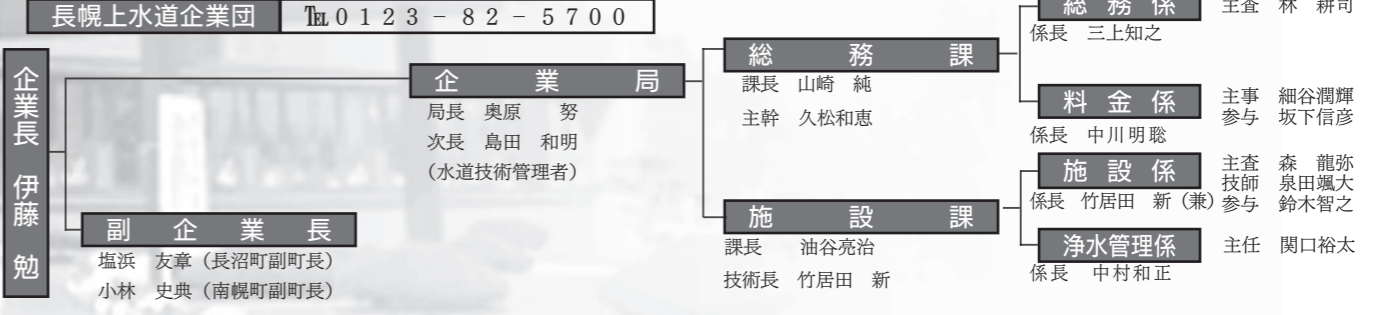 長幌上水道企業団 ℡0123－82－5700
企業長 伊藤 勉
副企業長
塩浜 友章（長沼町副町長）
小林 史典（南幌町副町長）
企業局
局長 奥原 努
次長 島田 和明
（水道技術管理者）
総務課
課長 山崎 純
主幹 久松和恵
総務係 主査 林 耕司
係長 三上知之
料金係 主事 細谷潤輝
参与 坂下信彦
係長 中川明聡
施設課
課長 油谷亮治
技術長 竹居田 新
施設係 主査 森 龍弥
技師 泉田颯大
係長 竹居田 新（兼） 参与 鈴木智之
浄水管理係 主任 関口裕太
係長 中村和正